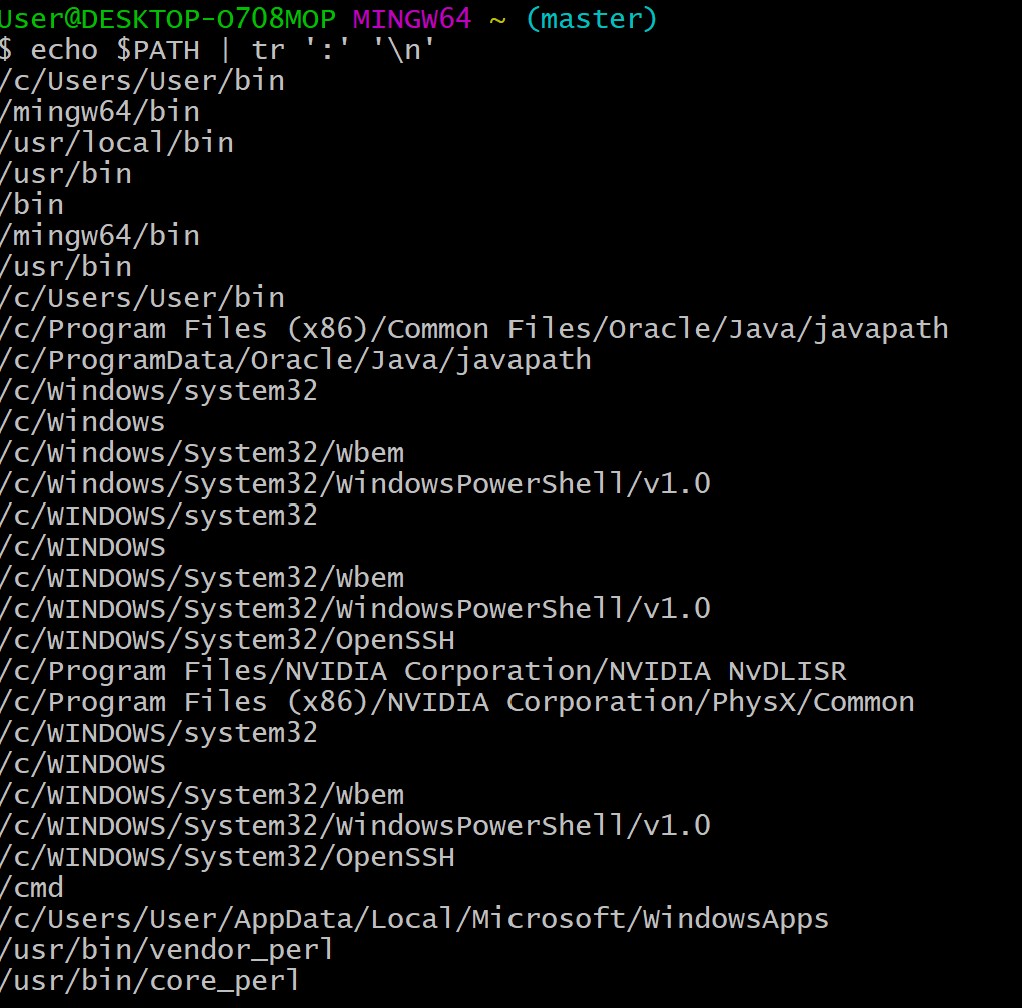 User@DESKTOP-O708MOP MINGW64 ~ (master)
$ echo $PATH | tr ':' '\n'
/c/Users/User/bin
/mingw64/bin
/usr/local/bin
/usr/bin
/bin
/mingw64/bin
/usr/bin
/c/Users/User/bin
/c/Program Files (x86)/Common Files/Oracle/Java/javapath
/c/ProgramData/Oracle/Java/javapath
/c/Windows/system32
/c/Windows
/c/Windows/System32/Wbem
/c/Windows/System32/WindowsPowerShell/v1.0
/c/WINDOWS/system32
/c/WINDOWS
/c/WINDOWS/System32/Wbem
/c/WINDOWS/System32/WindowsPowerShell/v1.0
/c/WINDOWS/System32/OpenSSH
/c/Program Files/NVIDIA Corporation/NVIDIA NvDLISR
/c/Program Files (x86)/NVIDIA Corporation/PhysX/Common
/c/WINDOWS/system32
/c/WINDOWS
/c/WINDOWS/System32/Wbem
/c/WINDOWS/System32/WindowsPowerShell/v1.0
/c/WINDOWS/System32/OpenSSH
/cmd
/c/Users/User/AppData/Local/Microsoft/WindowsApps
/usr/bin/vendor_perl
/usr/bin/core_perl